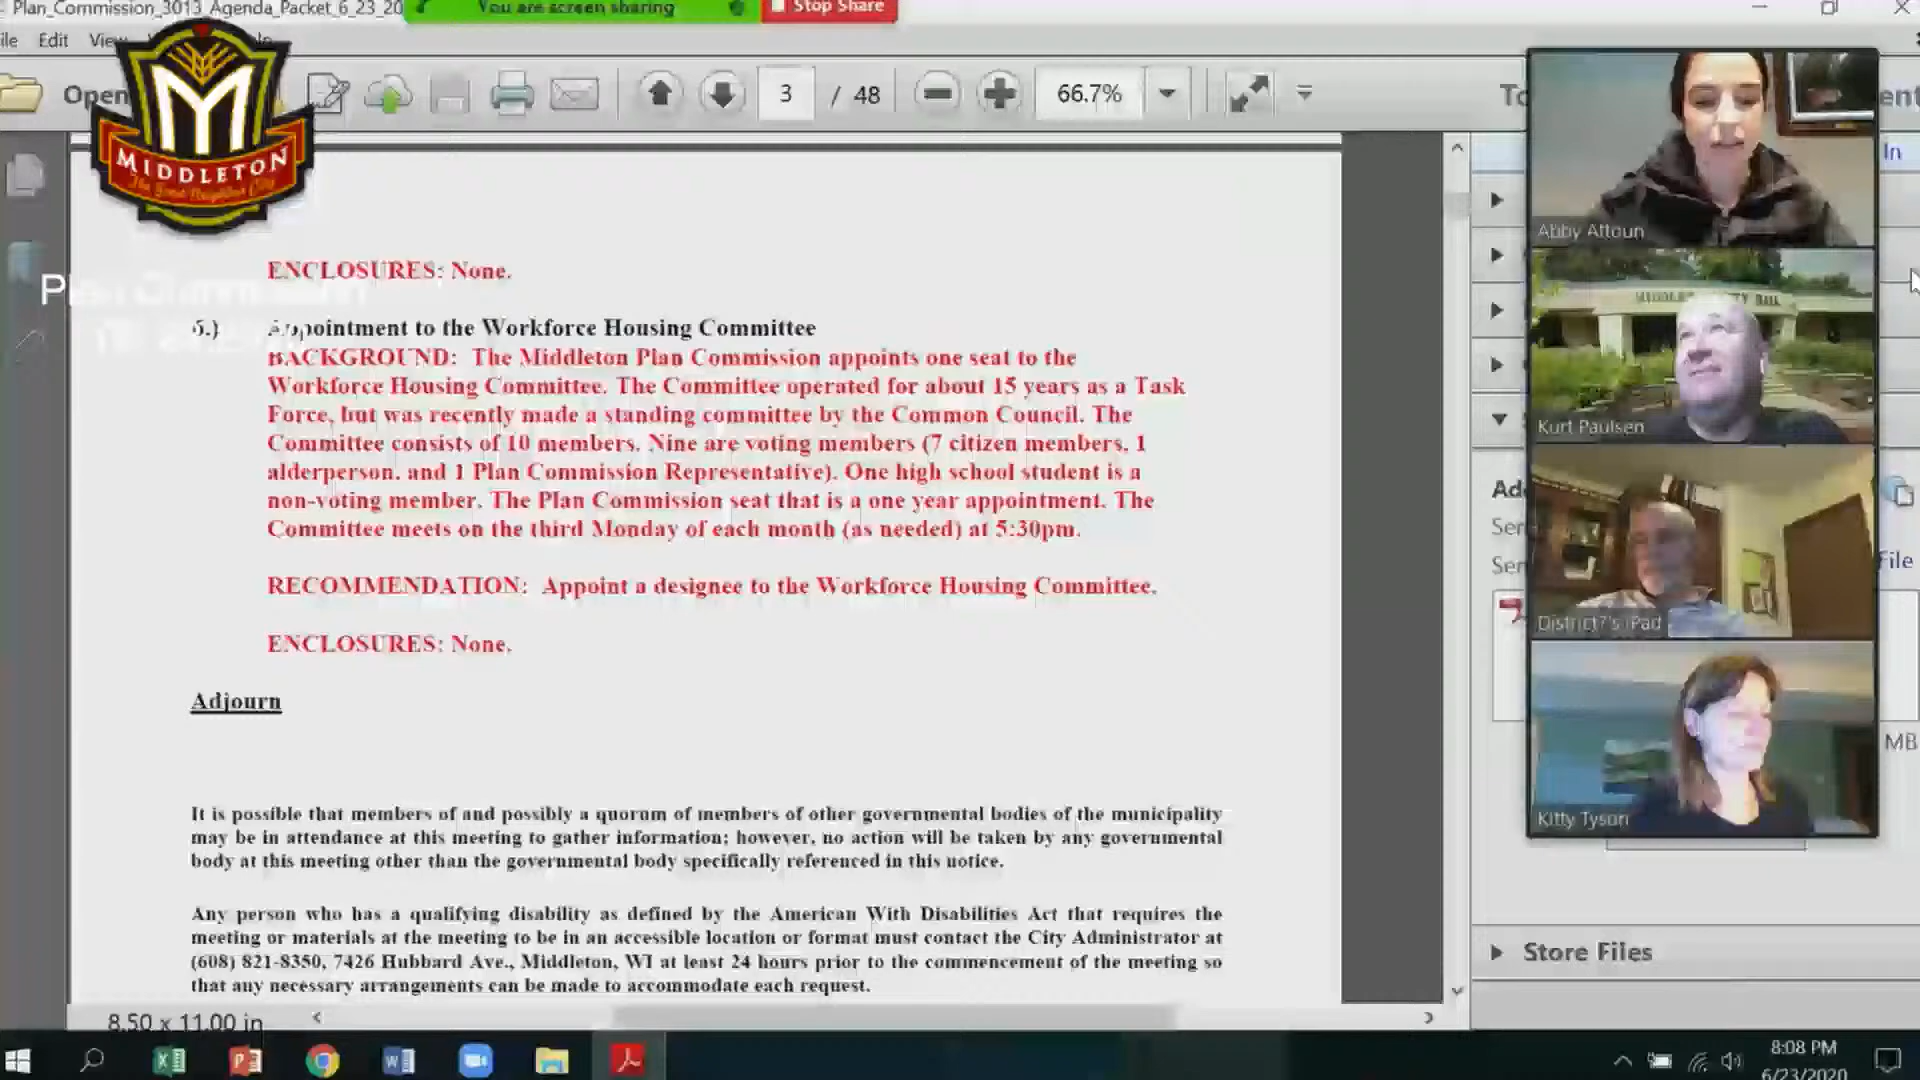 Plan_Commission_3013_Agenda_Packet_6_23_20
You are screen sharing
Stop Share
ile Edit View
Open
3 / 48
66.7%
MIDDLETON
The Good Neighbor City
ENCLOSURES: None.
Appointment to the Workforce Housing Committee
BACKGROUND: The Middleton Plan Commission appoints one seat to the
Workforce Housing Committee. The Committee operated for about 15 years as a Task
Force, but was recently made a standing committee by the Common Council. The
Committee consists of 10 members. Nine are voting members (7 citizen members, 1
alderperson, and 1 Plan Commission Representative). One high school student is a
non-voting member. The Plan Commission seat that is a one year appointment. The
Committee meets on the third Monday of each month (as needed) at 5:30pm.
RECOMMENDATION: Appoint a designee to the Workforce Housing Committee.
ENCLOSURES: None.
Adjourn
It is possible that members of and possibly a quorum of members of other governmental bodies of the municipality
may be in attendance at this meeting to gather information; however, no action will be taken by any governmental
body at this meeting other than the governmental body specifically referenced in this notice.
Any person who has a qualifying disability as defined by the American With Disabilities Act that requires the
meeting or materials at the meeting to be in an accessible location or format must contact the City Administrator at
(608) 821-8350, 7426 Hubbard Ave., Middleton, WI at least 24 hours prior to the commencement of the meeting so
that any necessary arrangements can be made to accommodate each request.
8.50 x 11.00 in
Abby Attoun
Kurt Paulsen
District7's iPad
Kitty Tyson
In
File
MB
Store Files
8:08 PM
6/23/2020